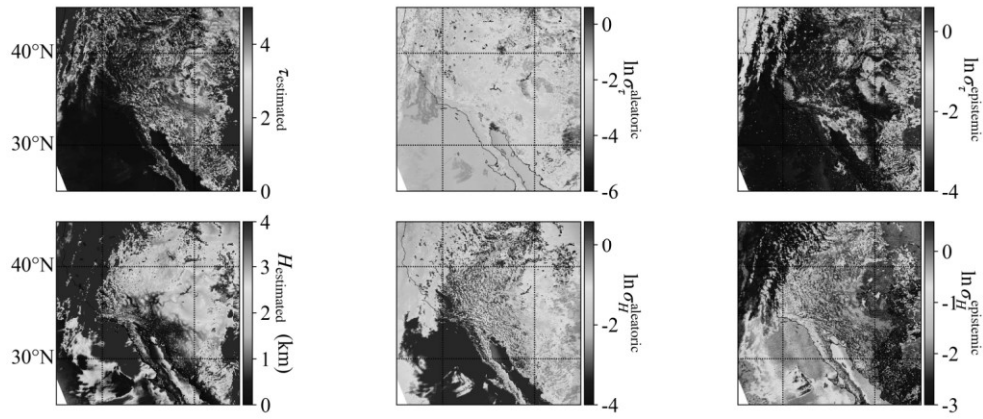 40°N
30°N
4
2
0
τestimated
0
-2
-4
-6
ln στaleatoric
0
-2
-4
ln στepistemic
40°N
30°N
4
3
2
1
0
Hestimated (km)
0
-2
-4
ln σHaleatoric
0
-1
-2
-3
ln σHepistemic